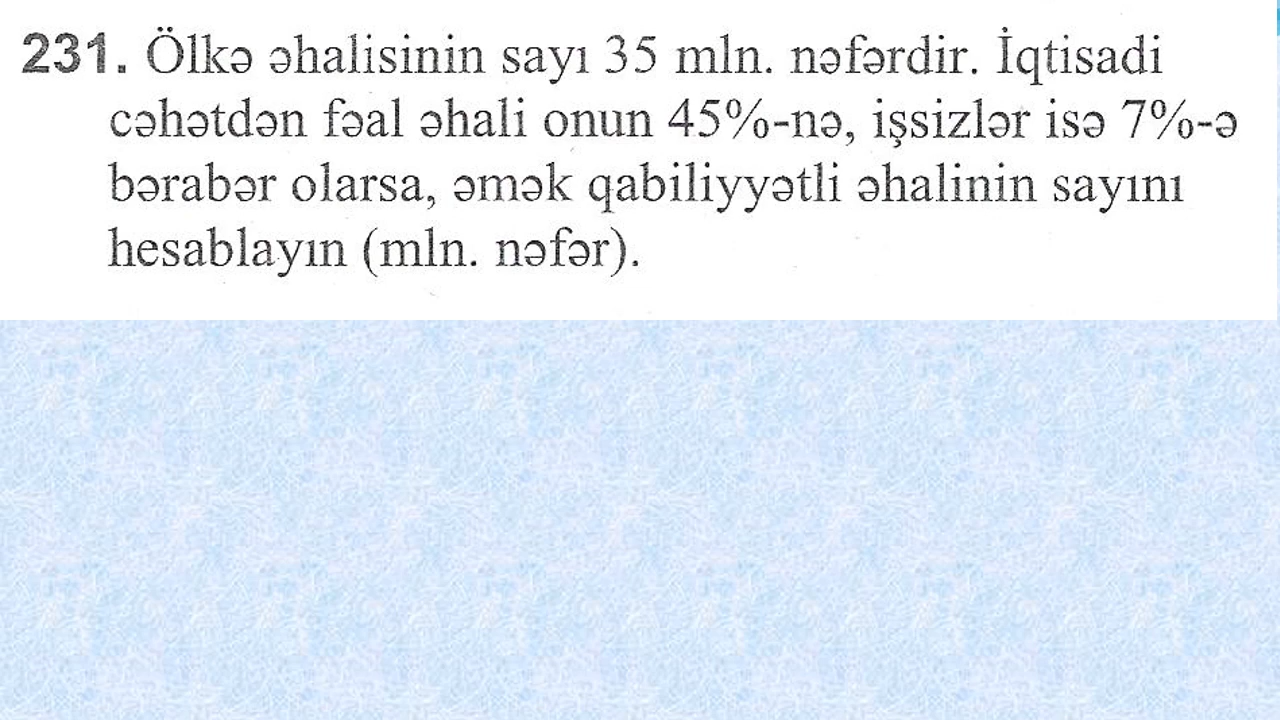 231. Ölkə əhalisinin sayı 35 mln. nəfərdir. İqtisadi
cəhətdən fəal əhali onun 45%-nə, işsizlər isə 7%-ə
bərabər olarsa, əmək qabiliyyətli əhalinin sayını
hesablayın (mln. nəfər).